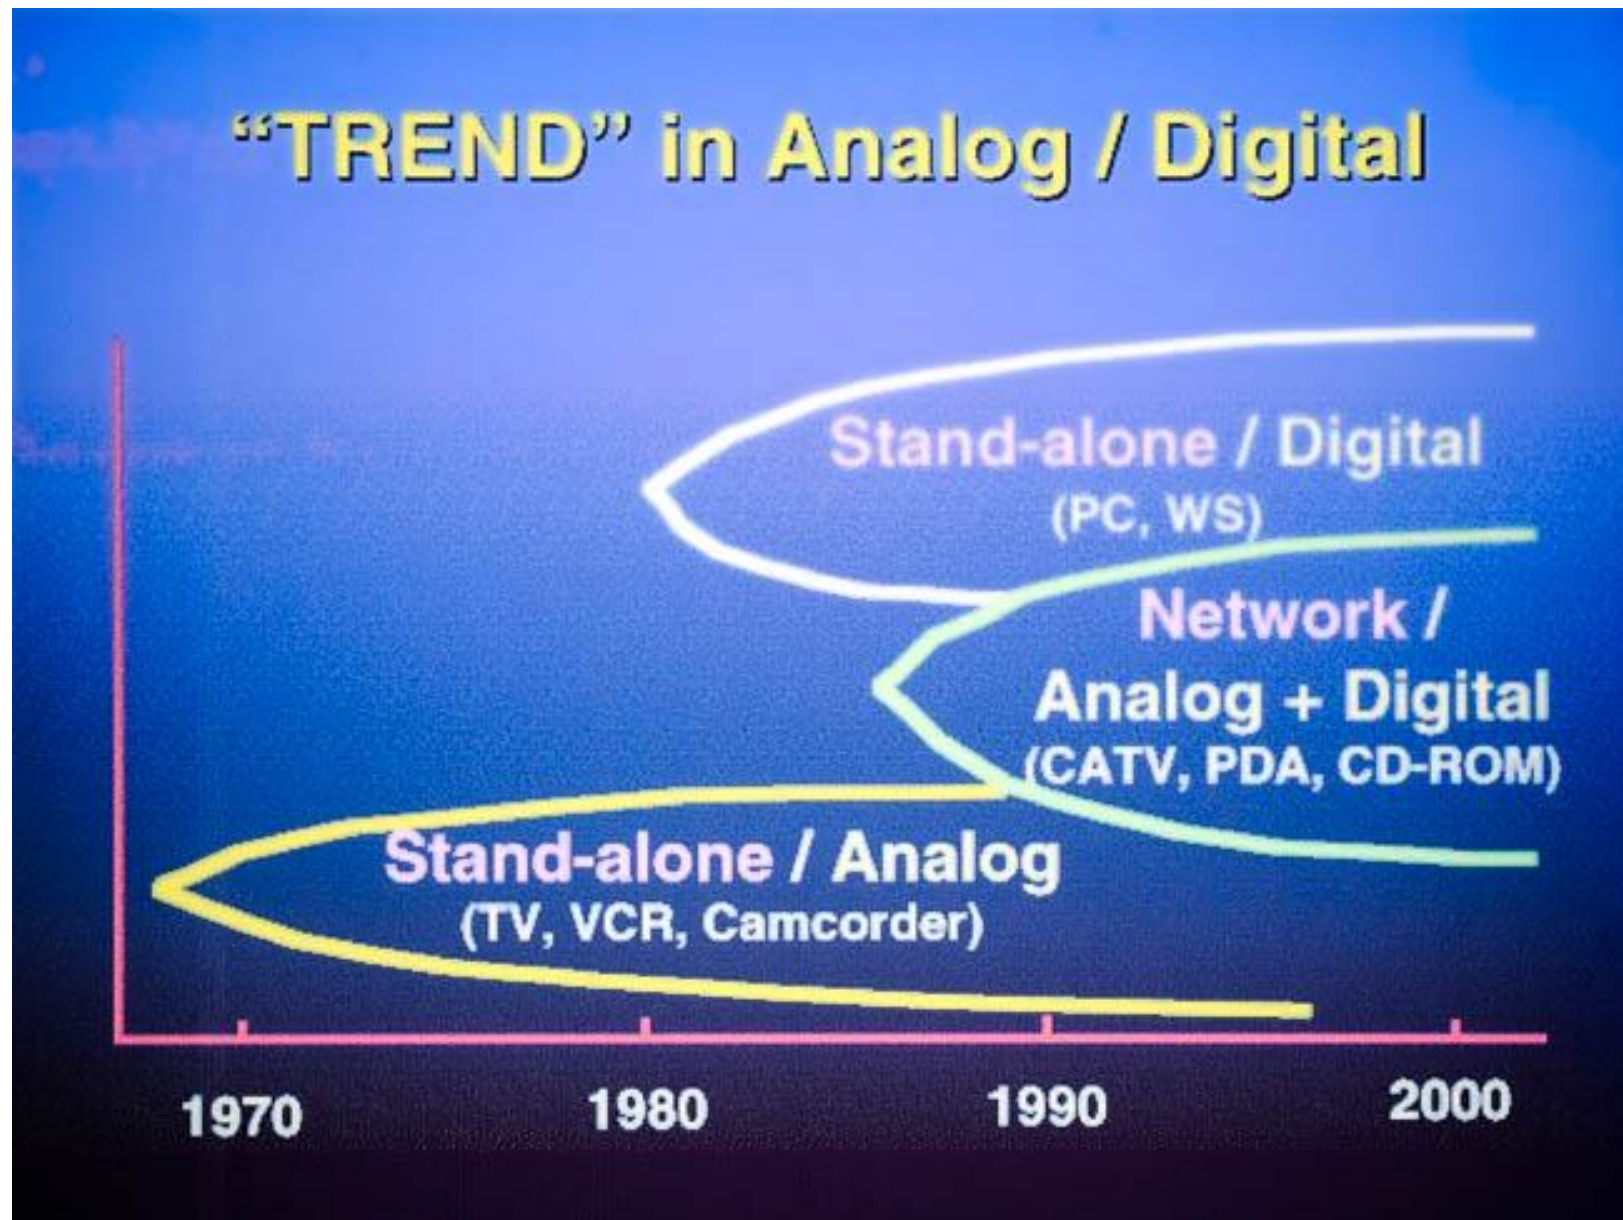 “TREND” in Analog / Digital
Stand-alone / Digital
(PC, WS)
Network /
Analog + Digital
(CATV, PDA, CD-ROM)
Stand-alone / Analog
(TV, VCR, Camcorder)
1970
1980
1990
2000